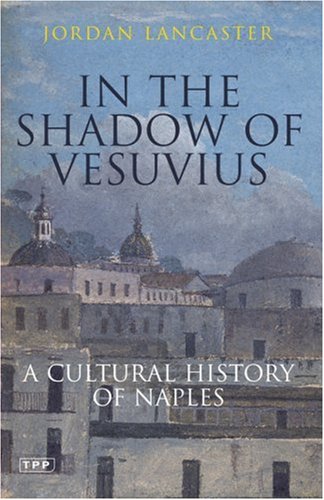 JORDAN LANCASTER
IN THE
SHADOW OF
VESUVIUS
A CULTURAL HISTORY
OF NAPLES
TPP